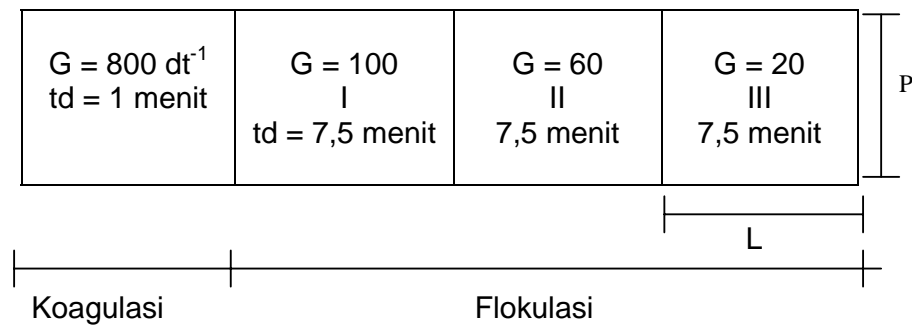 G = 800 dt⁻¹
td = 1 menit
G = 100
I
td = 7,5 menit
G = 60
II
7,5 menit
G = 20
III
7,5 menit
P
L
Koagulasi
Flokulasi